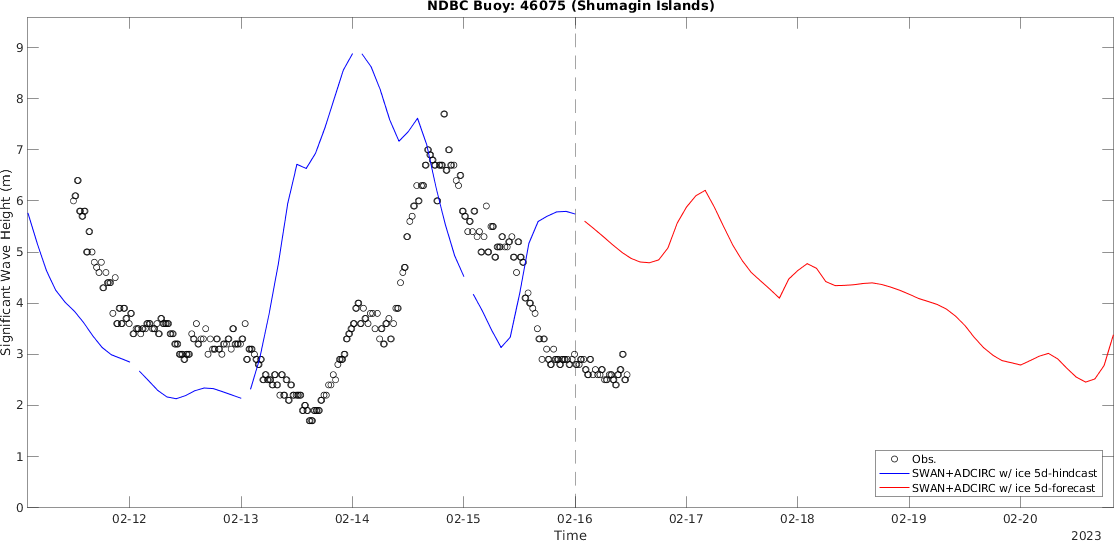 NDBC Buoy: 46075 (Shumagin Islands)
9
8
7
6
5
4
3
2
1
0
Significant Wave Height (m)
Obs.
SWAN+ADCIRC w/ ice 5d-hindcast
SWAN+ADCIRC w/ ice 5d-forecast
02-12 02-13 02-14 02-15 02-16 02-17 02-18 02-19 02-20
Time
2023